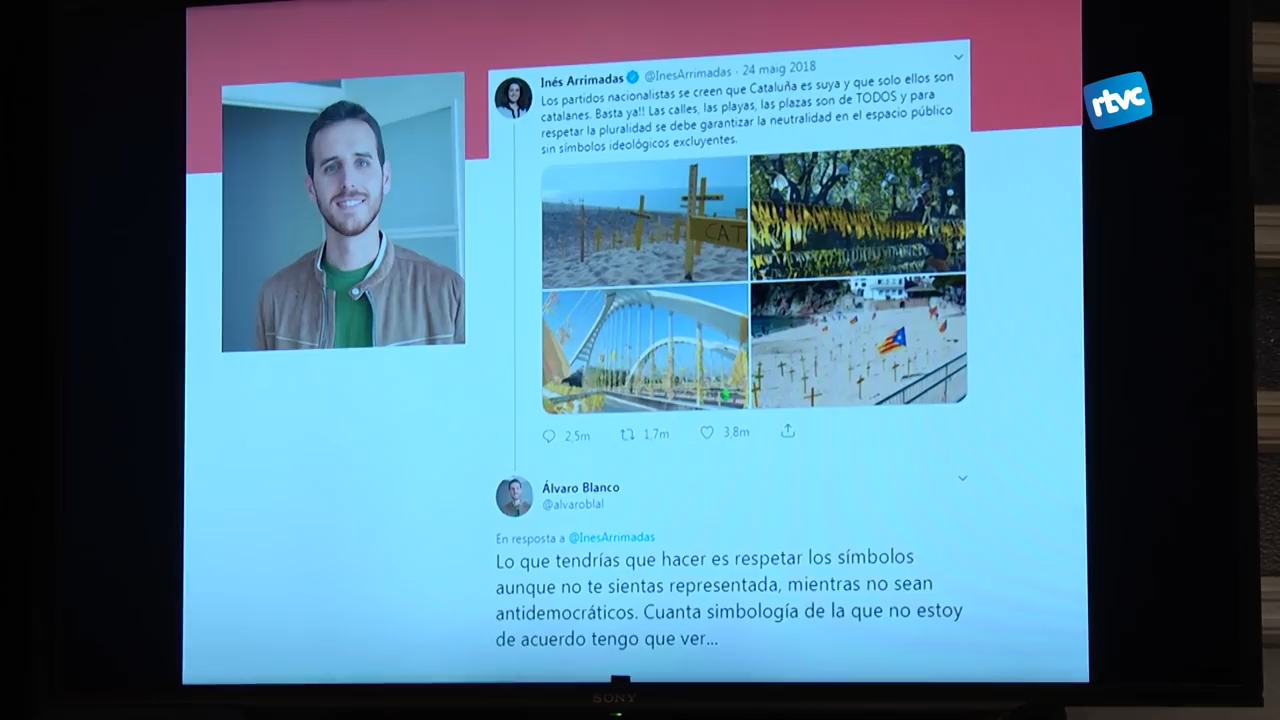 rtvc
Inés Arrimadas @InesArrimadas · 24 maig 2018
Los partidos nacionalistas se creen que Cataluña es suya y que solo ellos son
catalanes. Basta ya!! Las calles, las playas, las plazas son de TODOS y para
respetar la pluralidad se debe garantizar la neutralidad en el espacio público
sin símbolos ideológicos excluyentes.
CAT
2,5m 1,7m 3,8m
Álvaro Blanco
@alvaroblal
En resposta a @InesArrimadas
Lo que tendrías que hacer es respetar los símbolos
aunque no te sientas representada, mientras no sean
antidemocráticos. Cuanta simbología de la que no estoy
de acuerdo tengo que ver...
SONY